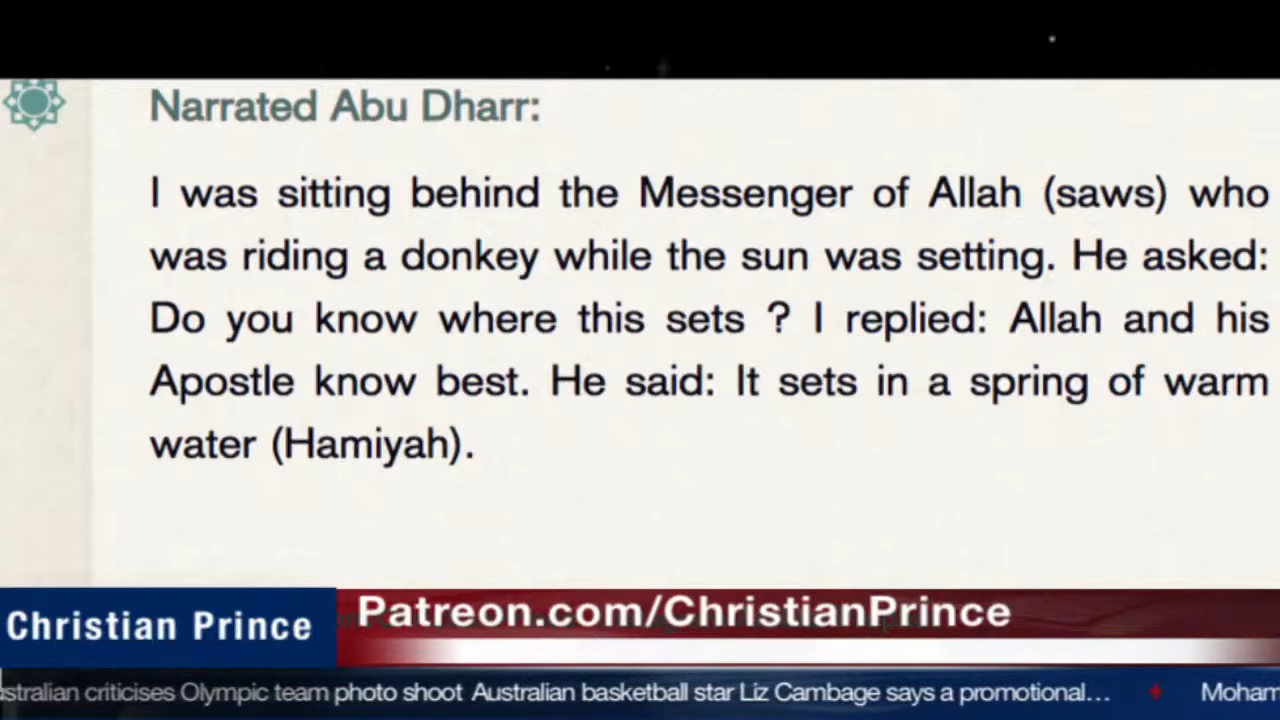 Narrated Abu Dharr:
I was sitting behind the Messenger of Allah (saws) who
was riding a donkey while the sun was setting. He asked:
Do you know where this sets ? I replied: Allah and his
Apostle know best. He said: It sets in a spring of warm
water (Hamiyah).
Christian Prince
Patreon.com/ChristianPrince
stralian criticises Olympic team photo shoot Australian basketball star Liz Cambage says a promotional... Moham